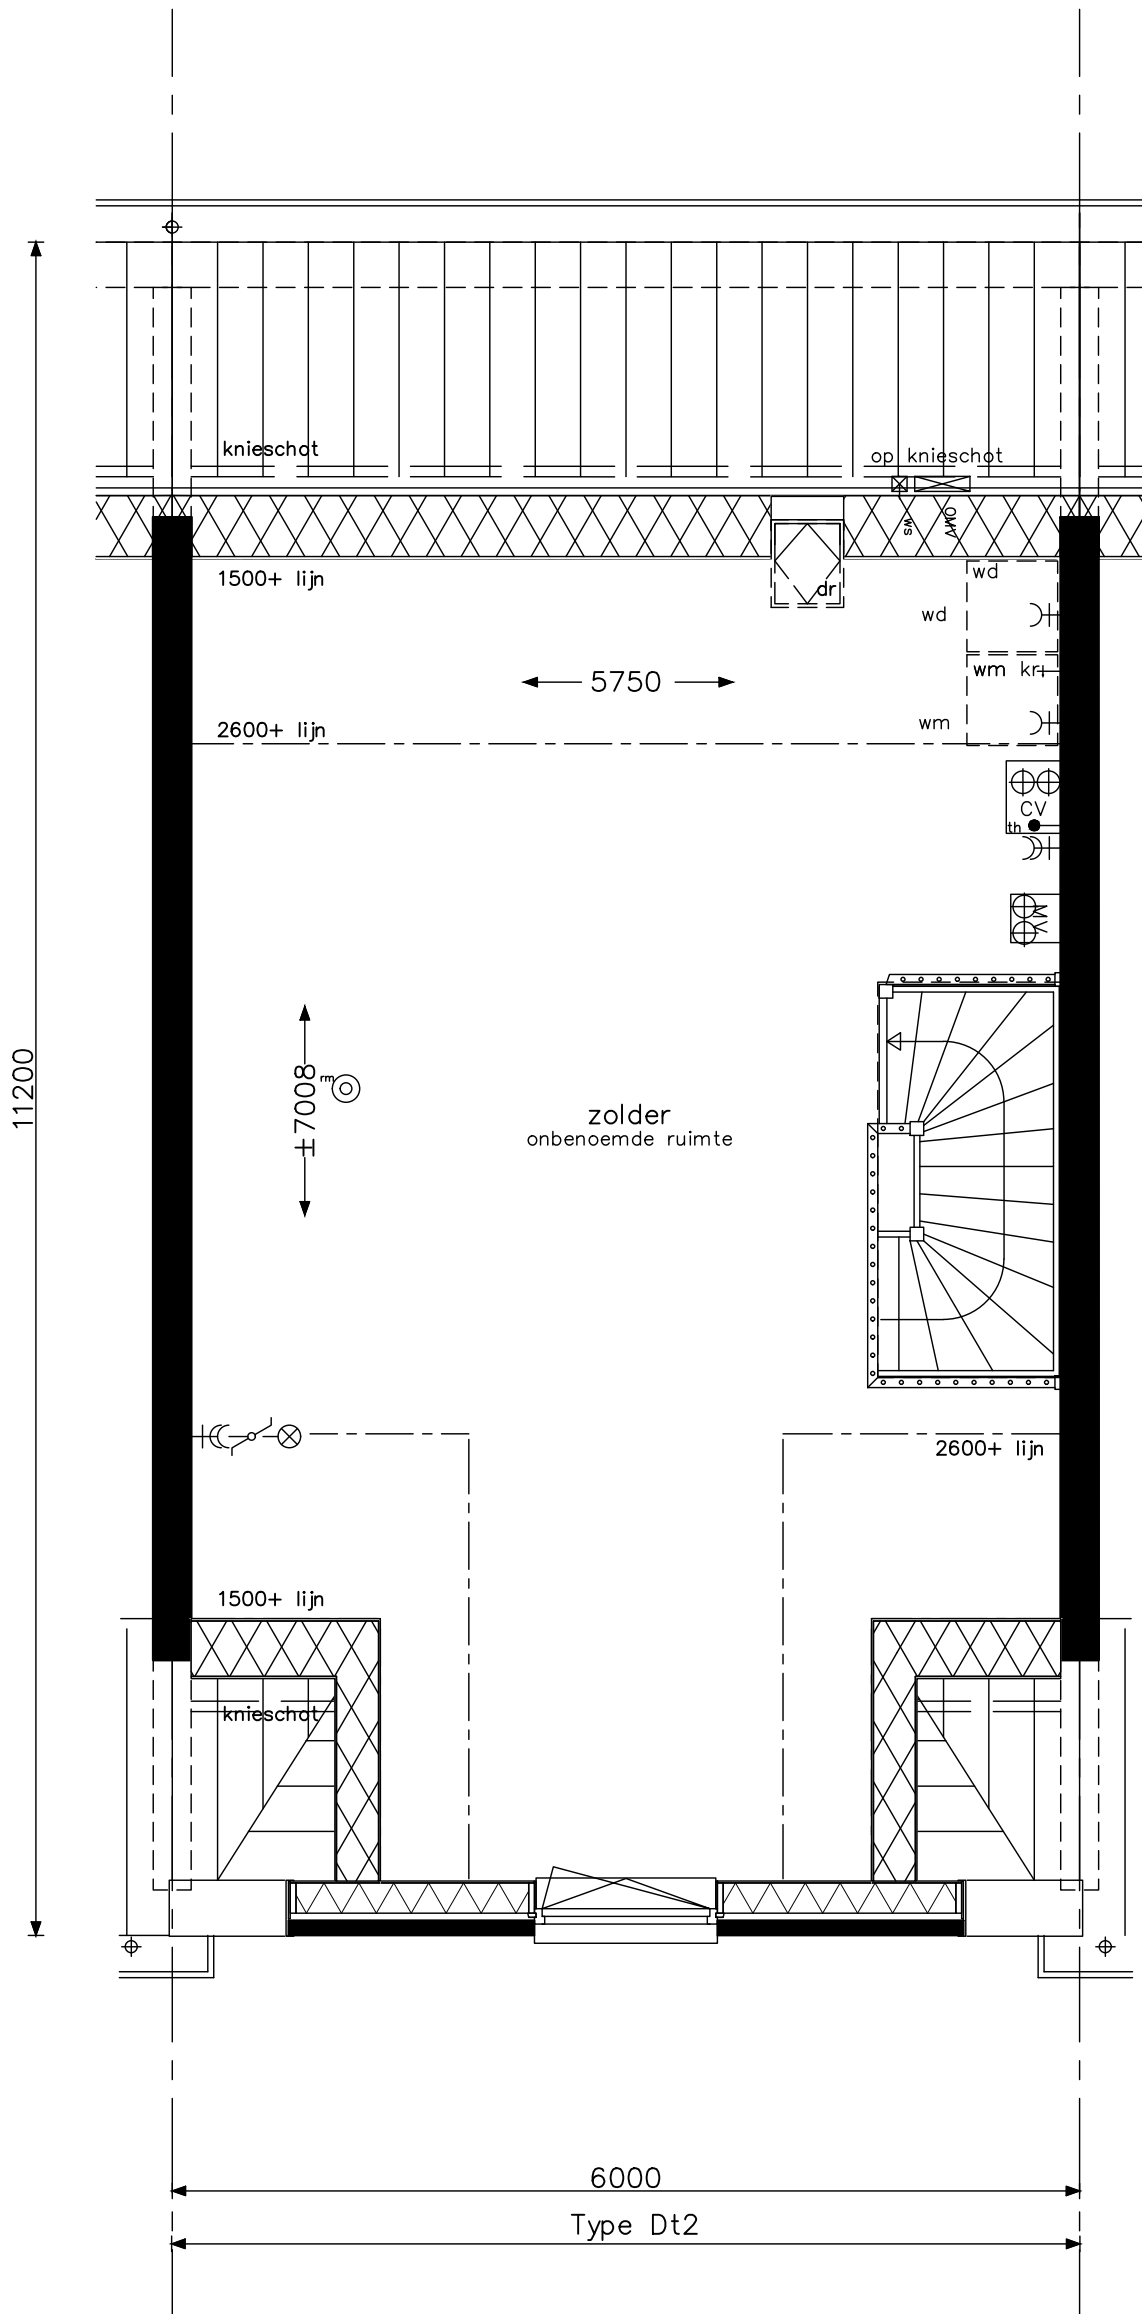 knieschot
op knieschot
ws
OMV
1500+ lijn
dr
wd
wd
wm kr
wm
5750
2600+ lijn
CV
th
MV
11200
±7008
rm
zolder
onbenoemde ruimte
2600+ lijn
1500+ lijn
knieschot
6000
Type Dt2